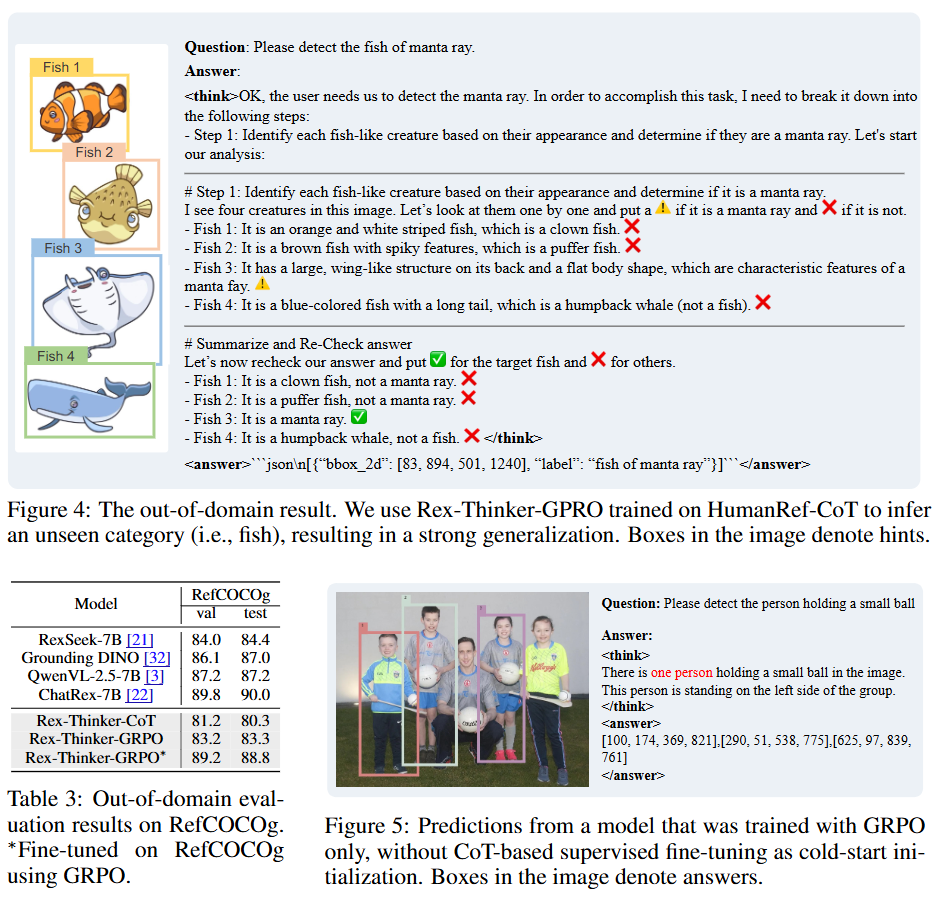 Fish 1
Fish 2
Fish 3
Fish 4
Question: Please detect the fish of manta ray.
Answer:
<think>OK, the user needs us to detect the manta ray. In order to accomplish this task, I need to break it down into
the following steps:
- Step 1: Identify each fish-like creature based on their appearance and determine if they are a manta ray. Let's start
our analysis:
# Step 1: Identify each fish-like creature based on their appearance and determine if it is a manta ray.
I see four creatures in this image. Let's look at them one by one and put a ⚠️ if it is a manta ray and ❌ if it is not.
- Fish 1: It is an orange and white striped fish, which is a clown fish. ❌
- Fish 2: It is a brown fish with spiky features, which is a puffer fish. ❌
- Fish 3: It has a large, wing-like structure on its back and a flat body shape, which are characteristic features of a
manta fay. ⚠️
- Fish 4: It is a blue-colored fish with a long tail, which is a humpback whale (not a fish). ❌
# Summarize and Re-Check answer
Let's now recheck our answer and put ✅ for the target fish and ❌ for others.
- Fish 1: It is a clown fish, not a manta ray. ❌
- Fish 2: It is a puffer fish, not a manta ray. ❌
- Fish 3: It is a manta ray. ✅
- Fish 4: It is a humpback whale, not a fish. ❌ </think>
<answer>```json\n[{“bbox_2d”: [83, 894, 501, 1240], “label”: “fish of manta ray”}]```</answer>
Figure 4: The out-of-domain result. We use Rex-Thinker-GPRO trained on HumanRef-CoT to infer
an unseen category (i.e., fish), resulting in a strong generalization. Boxes in the image denote hints.
Model RefCOCOg
val test
RexSeek-7B [21] 84.0 84.4
Grounding DINO [32] 86.1 87.0
QwenVL-2.5-7B [3] 87.2 87.2
ChatRex-7B [22] 89.8 90.0
Rex-Thinker-CoT 81.2 80.3
Rex-Thinker-GRPO 83.2 83.3
Rex-Thinker-GRPO* 89.2 88.8
Table 3: Out-of-domain eval-
uation results on RefCOCOg.
*Fine-tuned on RefCOCOg
using GRPO.
Question: Please detect the person holding a small ball
Answer:
<think>
There is one person holding a small ball in the image.
This person is standing on the left side of the group.
</think>
<answer>
[100, 174, 369, 821],[290, 51, 538, 775],[625, 97, 839,
761]
</answer>
Figure 5: Predictions from a model that was trained with GRPO
only, without CoT-based supervised fine-tuning as cold-start ini-
tialization. Boxes in the image denote answers.